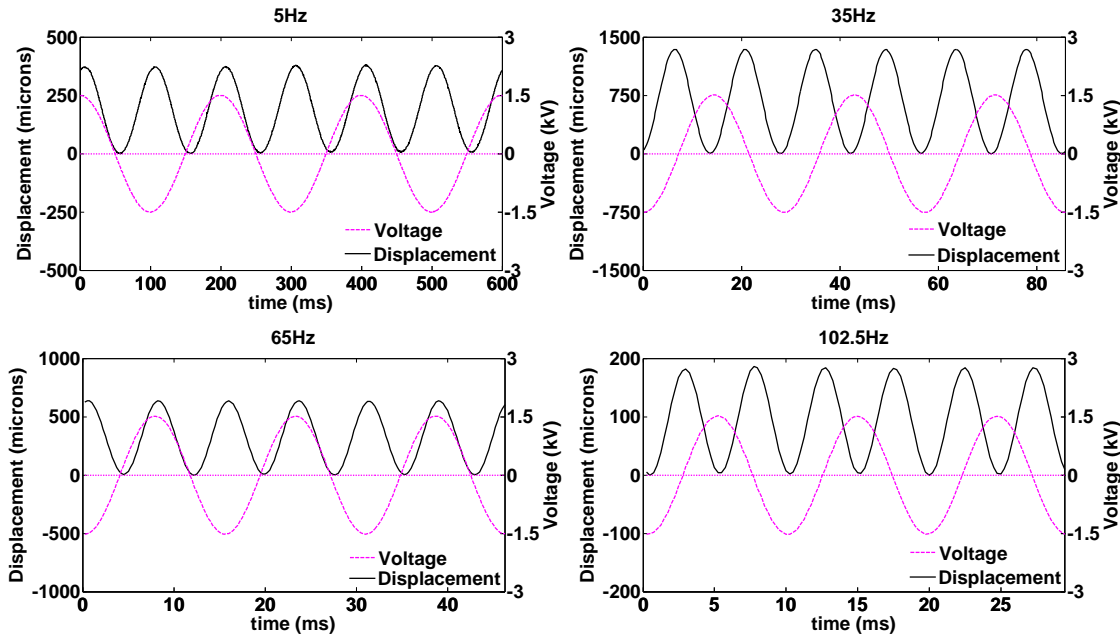 5Hz
500
250
0
-250
-500
Displacement (microns)
3
1.5
0
-1.5
-3
Voltage (kV)
Voltage
Displacement
0 100 200 300 400 500 600
time (ms)
35Hz
1500
750
0
-750
-1500
Displacement (microns)
3
1.5
0
-1.5
-3
Voltage (kV)
Voltage
Displacement
0 20 40 60 80
time (ms)
65Hz
1000
500
0
-500
-1000
Displacement (microns)
3
1.5
0
-1.5
-3
Voltage (kV)
Voltage
Displacement
0 10 20 30 40
time (ms)
102.5Hz
200
100
0
-100
-200
Displacement (microns)
3
1.5
0
-1.5
-3
Voltage (kV)
Voltage
Displacement
0 5 10 15 20 25
time (ms)